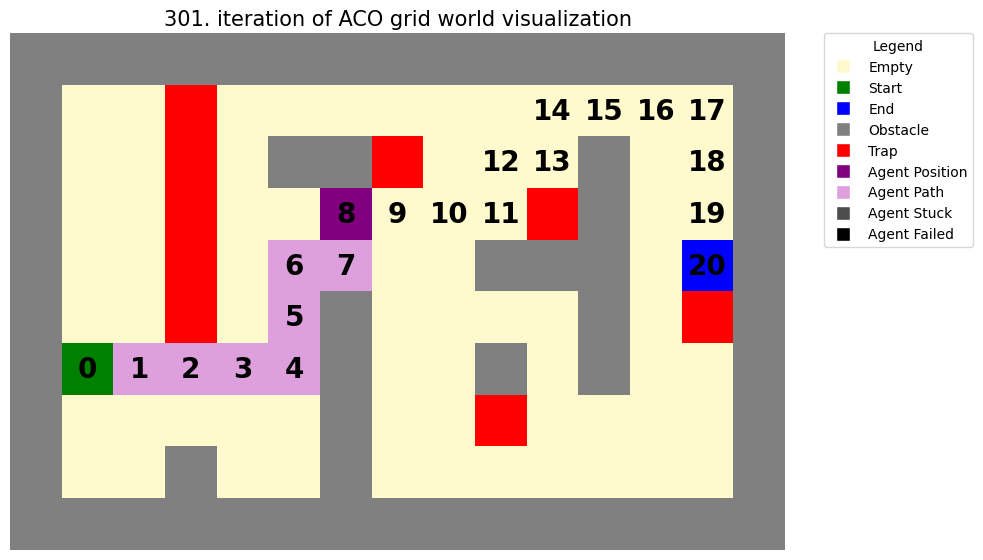 301. iteration of ACO grid world visualization
14 15 16 17
12 13 18
8 9 10 11 19
6 7 20
5
0 1 2 3 4
Legend
Empty
Start
End
Obstacle
Trap
Agent Position
Agent Path
Agent Stuck
Agent Failed